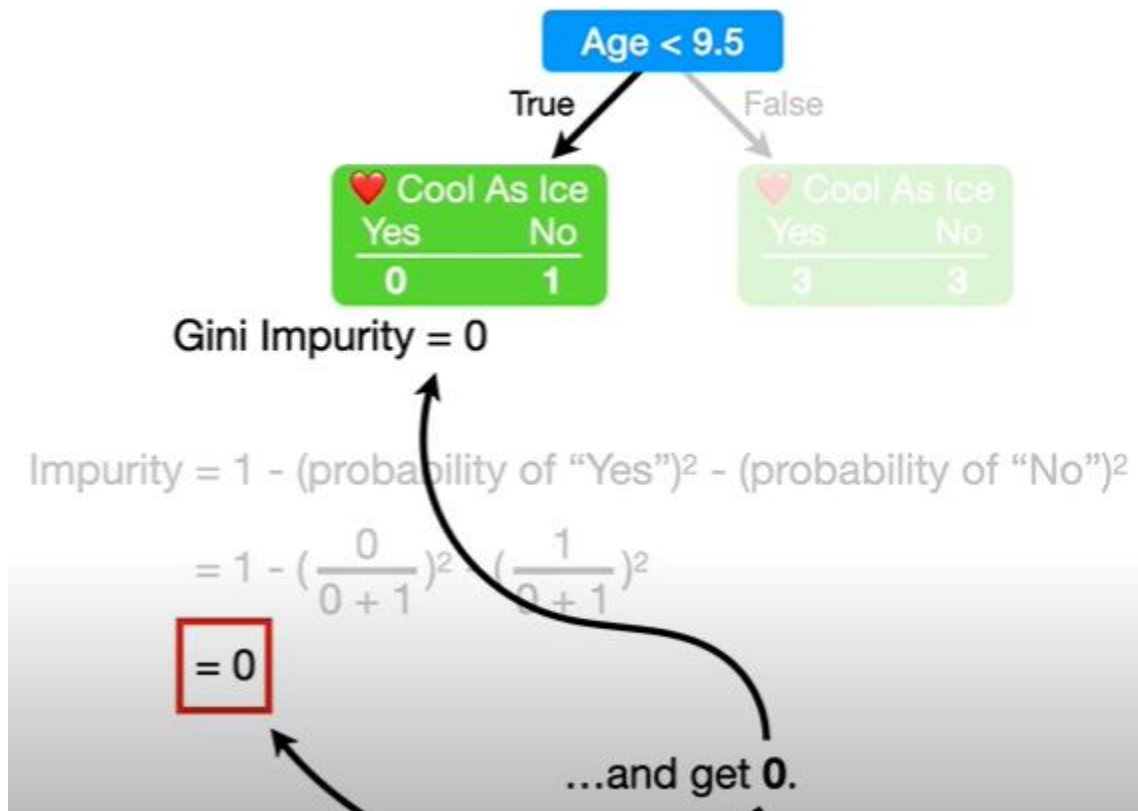 Age < 9.5
True False
❤️ Cool As Ice
Yes No
0 1
❤️ Cool As Ice
Yes No
3 3
Gini Impurity = 0
Impurity = 1 - (probability of “Yes”)² - (probability of “No”)²
= 1 - (0/(0 + 1))² - (1/(0 + 1))²
= 0
...and get 0.